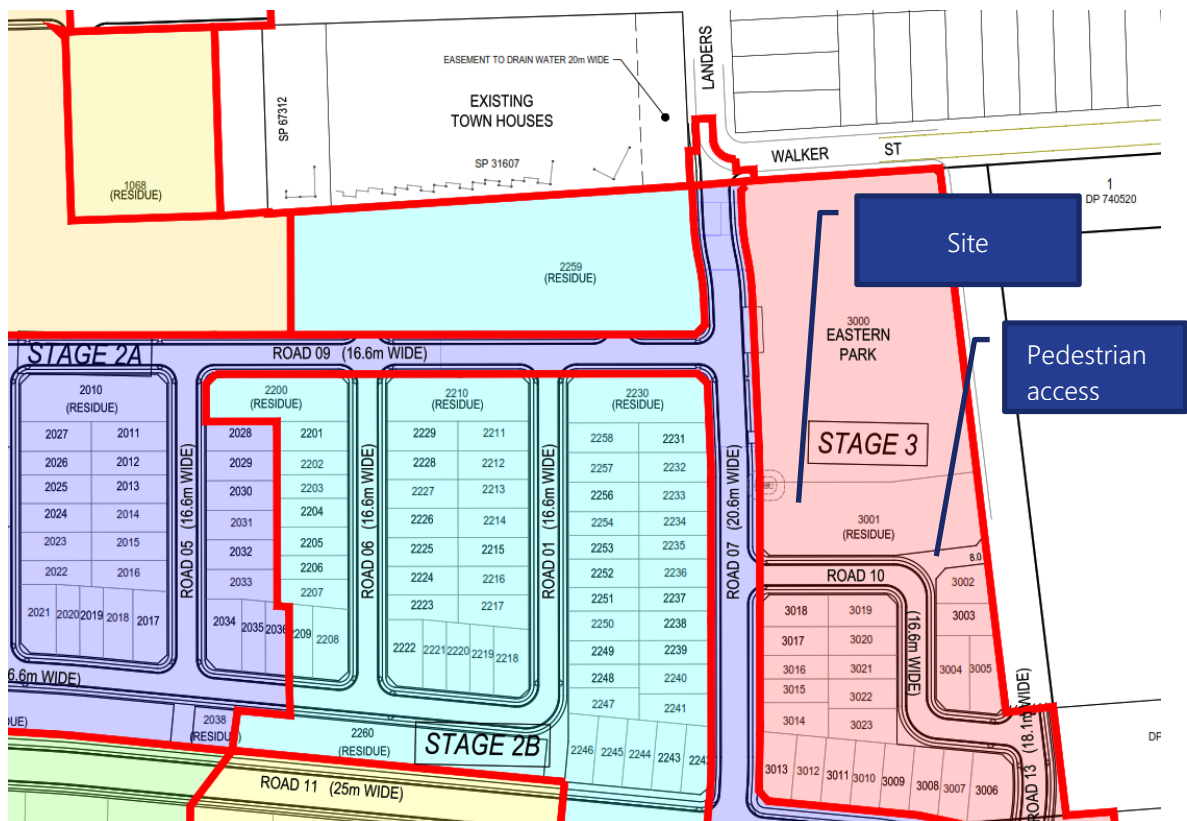 EASEMENT TO DRAIN WATER 20m WIDE
LANDERS
EXISTING
TOWN HOUSES
SP 67312
SP 31607
WALKER ST
1
DP 740520
1068
(RESIDUE)
Site
2259
(RESIDUE)
3000
EASTERN
PARK
Pedestrian
access
STAGE 2A
ROAD 09 (16.6m WIDE)
2010
(RESIDUE)
2200
(RESIDUE)
2210
(RESIDUE)
2230
(RESIDUE)
STAGE 3
2027 2011
2026 2012
2025 2013
2024 2014
2023 2015
2022 2016
2021 2020 2019 2018 2017
ROAD 05 (16.6m WIDE)
2028 2201
2029 2202
2030 2203
2031 2204
2032 2205
2033 2206
2207
2034 2035 2036 2209 2208
ROAD 06 (16.6m WIDE)
2229 2211
2228 2212
2227 2213
2226 2214
2225 2215
2224 2216
2223 2217
2222 2221 2220 2219 2218
ROAD 01 (16.6m WIDE)
2258 2231
2257 2232
2256 2233
2254 2234
2253 2235
2252 2236
2251 2237
2250 2238
2249 2239
2248 2240
2247 2241
2246 2245 2244 2243 2242
ROAD 07 (20.6m WIDE)
3001
(RESIDUE)
8.0
ROAD 10
(16.6m WIDE)
3002
3003
3004 3005
3018 3019
3017 3020
3016 3021
3015 3022
3014 3023
3013 3012 3011 3010 3009 3008 3007 3006
ROAD 13 (18.1m WIDE)
6.6m WIDE)
DUE)
2038
(RESIDUE)
2260
(RESIDUE)
STAGE 2B
ROAD 11 (25m WIDE)
DP